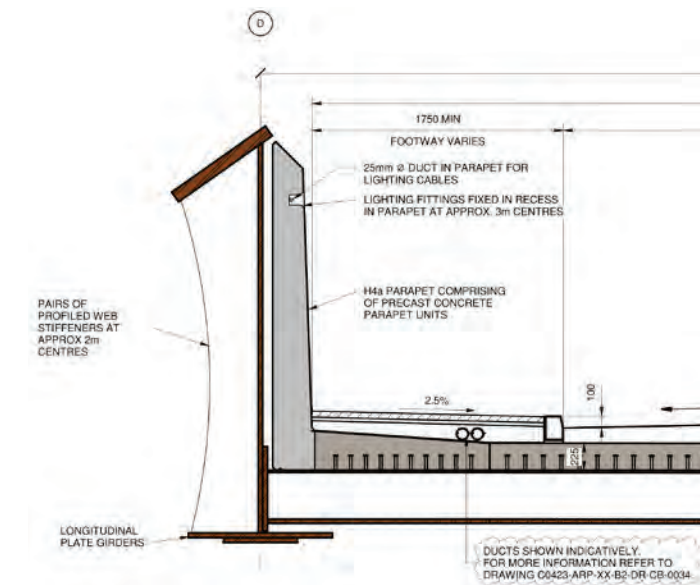 D
1750 MIN
FOOTWAY VARIES
25mm ø DUCT IN PARAPET FOR
LIGHTING CABLES
LIGHTING FITTINGS FIXED IN RECESS
IN PARAPET AT APPROX. 3m CENTRES
H4a PARAPET COMPRISING
OF PRECAST CONCRETE
PARAPET UNITS
PAIRS OF
PROFILED WEB
STIFFENERS AT
APPROX 2m
CENTRES
2.5%
100
225
LONGITUDINAL
PLATE GIRDERS
DUCTS SHOWN INDICATIVELY.
FOR MORE INFORMATION REFER TO
DRAWING C0423-ARP-XX-B2-DR-CB-0034